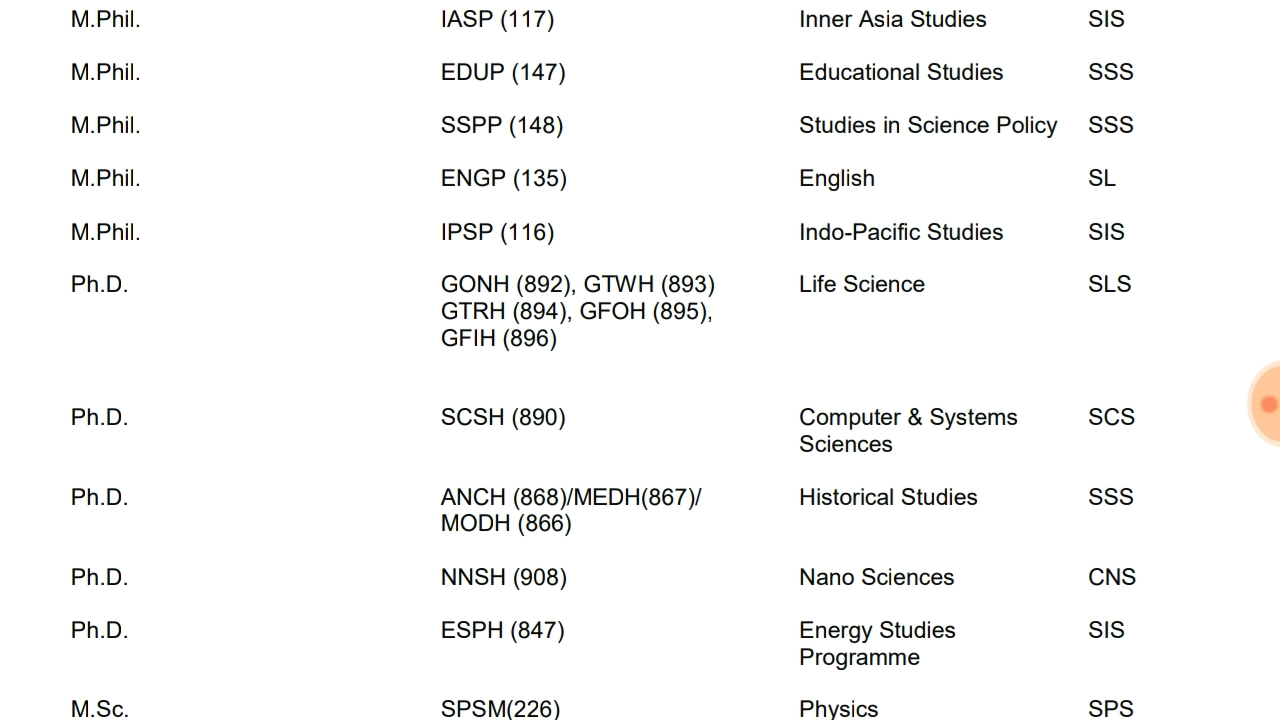 M.Phil. IASP (117) Inner Asia Studies SIS
M.Phil. EDUP (147) Educational Studies SSS
M.Phil. SSPP (148) Studies in Science Policy SSS
M.Phil. ENGP (135) English SL
M.Phil. IPSP (116) Indo-Pacific Studies SIS
Ph.D. GONH (892), GTWH (893) Life Science SLS
GTRH (894), GFOH (895),
GFIH (896)
Ph.D. SCSH (890) Computer & Systems SCS
Sciences
Ph.D. ANCH (868)/MEDH(867)/ Historical Studies SSS
MODH (866)
Ph.D. NNSH (908) Nano Sciences CNS
Ph.D. ESPH (847) Energy Studies SIS
Programme
M.Sc. SPSM(226) Physics SPS